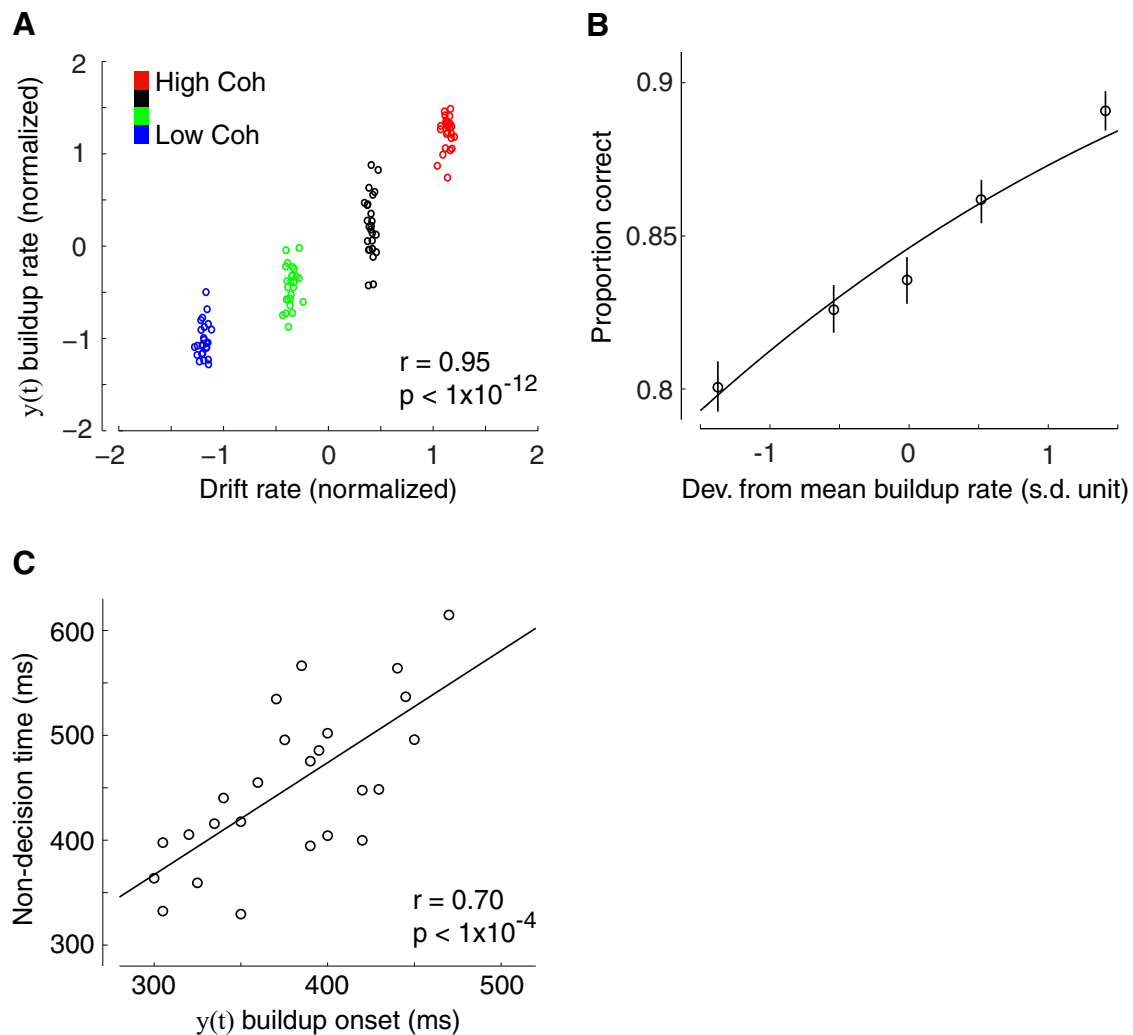 A
y(t) buildup rate (normalized)
2
1
0
−1
−2
High Coh
Low Coh
r = 0.95
p < 1x10-12
−2 −1 0 1 2
Drift rate (normalized)
B
Proportion correct
0.9
0.85
0.8
-1 0 1
Dev. from mean buildup rate (s.d. unit)
C
Non-decision time (ms)
600
500
400
300
r = 0.70
p < 1x10-4
300 400 500
y(t) buildup onset (ms)